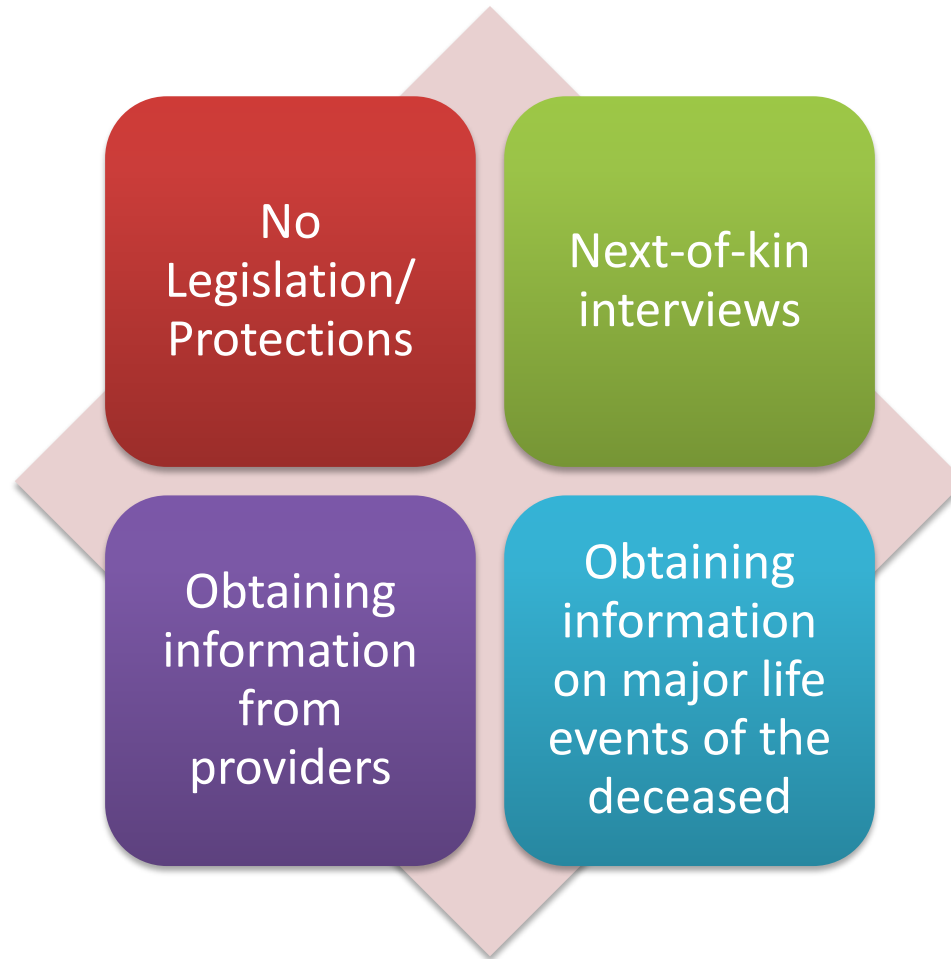 No
Legislation/
Protections
Next-of-kin
interviews
Obtaining
information
from
providers
Obtaining
information
on major life
events of the
deceased